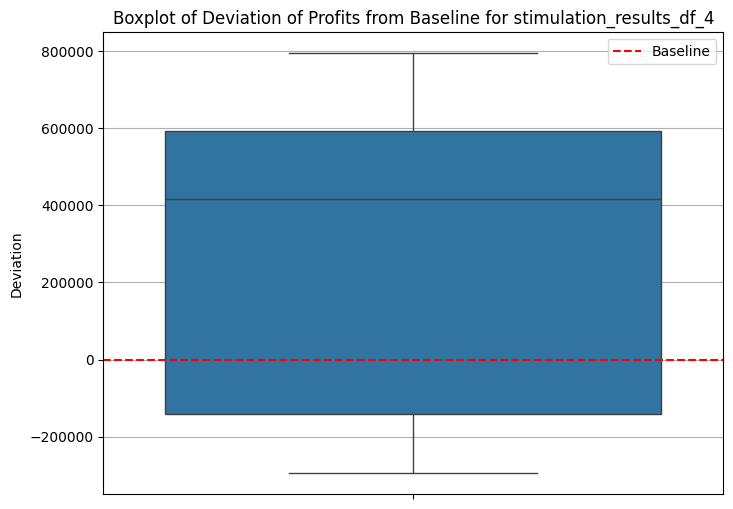 Boxplot of Deviation of Profits from Baseline for stimulation_results_df_4
Baseline
Deviation
800000
600000
400000
200000
0
−200000